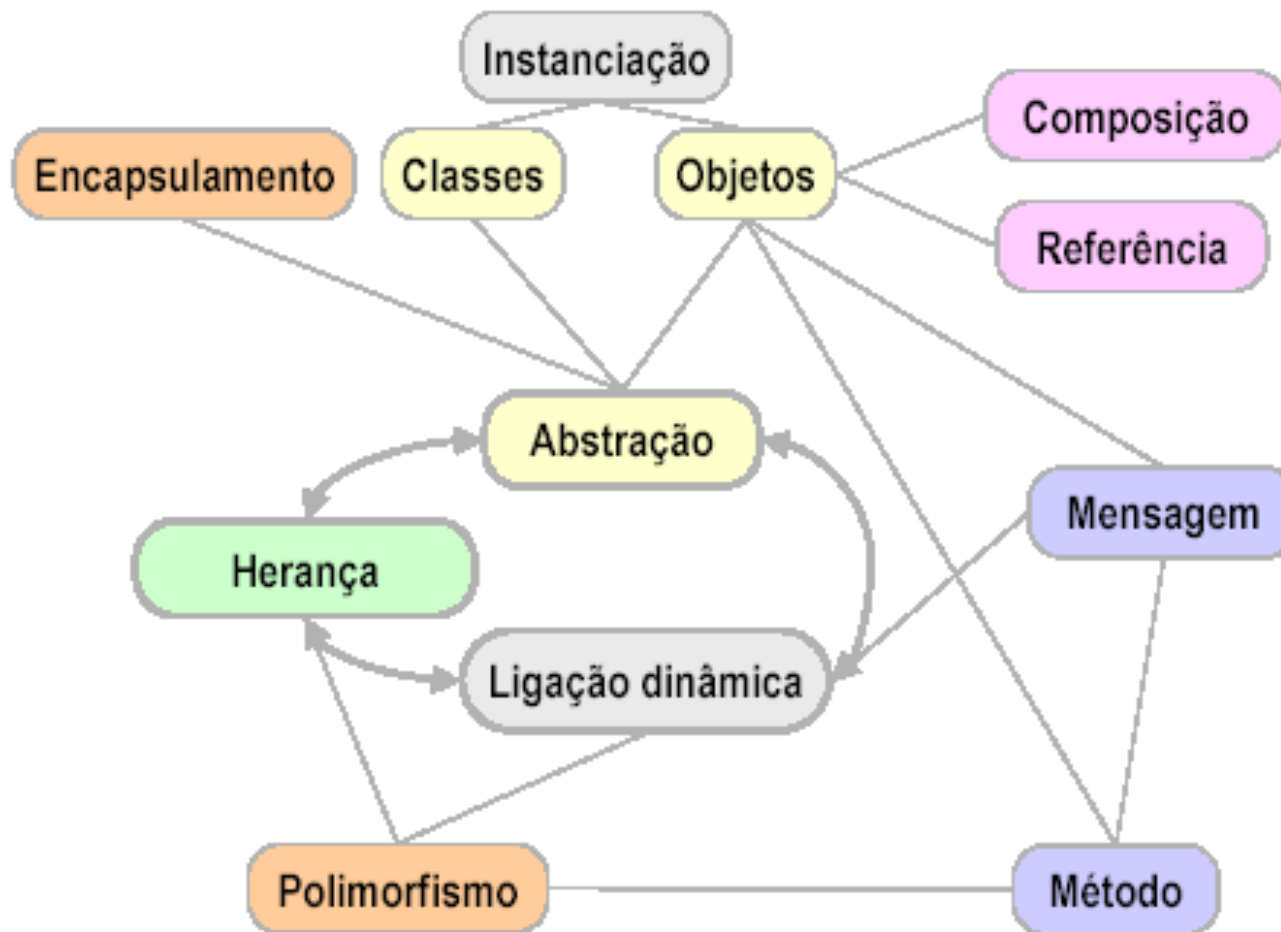 Instanciação
Composição
Encapsulamento
Classes
Objetos
Referência
Abstração
Mensagem
Herança
Ligação dinâmica
Polimorfismo
Método